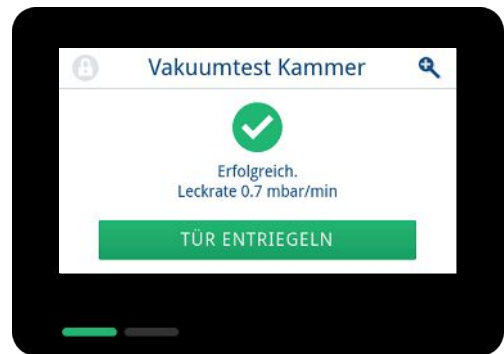 Vakuumtest Kammer
Erfolgreich.
Leckrate 0.7 mbar/min
TÜR ENTRIEGELN